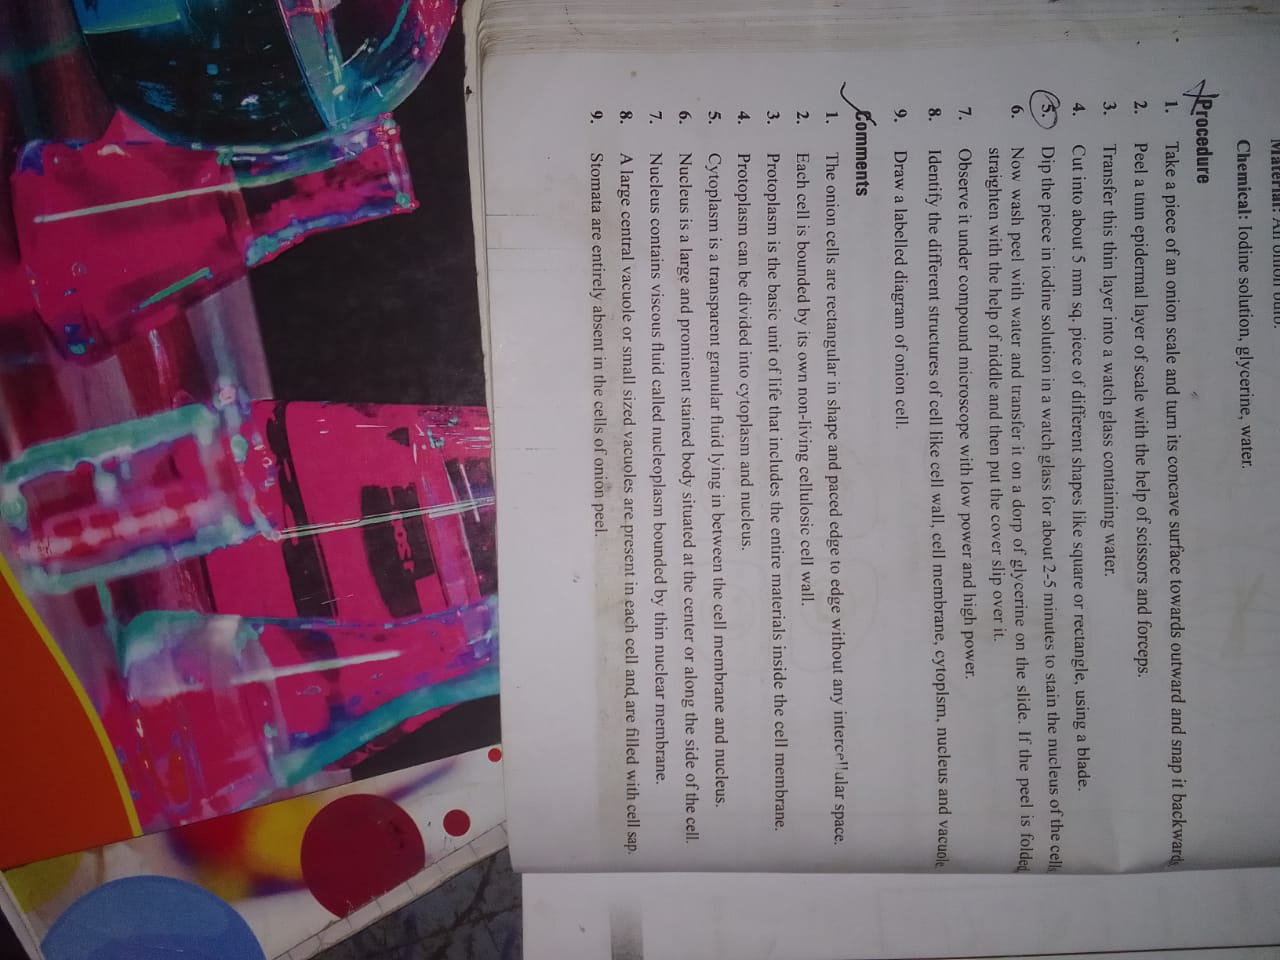 Material: An onion bulb.
Chemical: Iodine solution, glycerine, water.
Procedure
1. Take a piece of an onion scale and turn its concave surface towards outward and snap it backwards
2. Peel a thin epidermal layer of scale with the help of scissors and forceps.
3. Transfer this thin layer into a watch glass containing water.
4. Cut into about 5 mm sq. piece of different shapes like square or rectangle, using a blade.
5. Dip the piece in iodine solution in a watch glass for about 2-5 minutes to stain the nucleus of the cells
6. Now wash peel with water and transfer it on a dorp of glycerine on the slide. If the peel is folded
straighten with the help of niddle and then put the cover slip over it.
7. Observe it under compound microscope with low power and high power.
8. Identify the different structures of cell like cell wall, cell membrane, cytoplsm, nucleus and vacuole
9. Draw a labelled diagram of onion cell.
Comments
1. The onion cells are rectangular in shape and paced edge to edge without any intercellular space.
2. Each cell is bounded by its own non-living cellulosic cell wall.
3. Protoplasm is the basic unit of life that includes the entire materials inside the cell membrane.
4. Protoplasm can be divided into cytoplasm and nucleus.
5. Cytoplasm is a transparent granular fluid lying in between the cell membrane and nucleus.
6. Nucleus is a large and prominent stained body situated at the center or along the side of the cell.
7. Nucleus contains viscous fluid called nucleoplasm bounded by thin nuclear membrane.
8. A large central vacuole or small sized vacuoles are present in each cell and are filled with cell sap.
9. Stomata are entirely absent in the cells of onion peel.